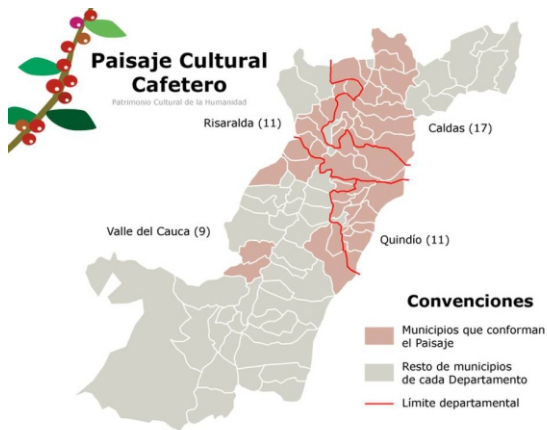 Paisaje Cultural
Cafetero
Patrimonio Cultural de la Humanidad
Risaralda (11)
Caldas (17)
Valle del Cauca (9)
Quindío (11)
Convenciones
Municipios que conforman
el Paisaje
Resto de municipios
de cada Departamento
Límite departamental